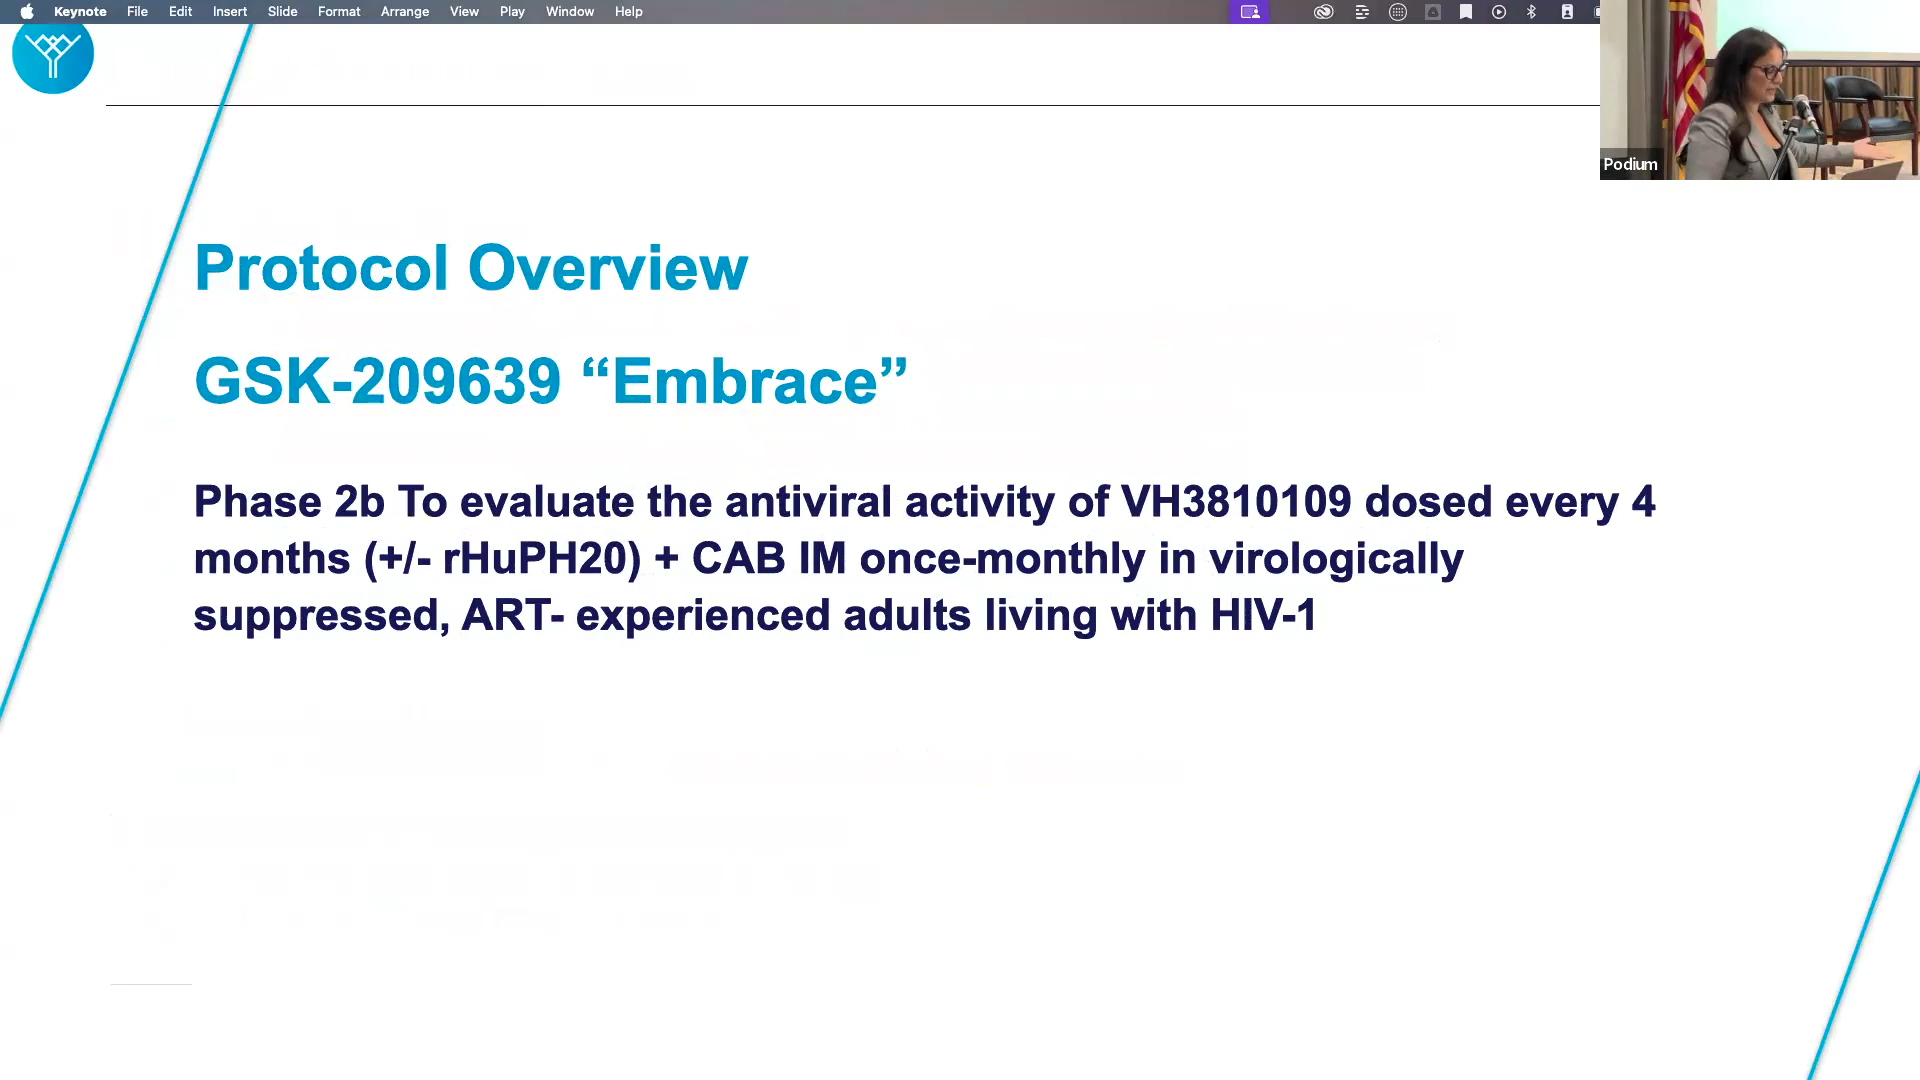 Keynote File Edit Insert Slide Format Arrange View Play Window Help
Podium
Protocol Overview
GSK-209639 “Embrace”
Phase 2b To evaluate the antiviral activity of VH3810109 dosed every 4
months (+/- rHuPH20) + CAB IM once-monthly in virologically
suppressed, ART- experienced adults living with HIV-1